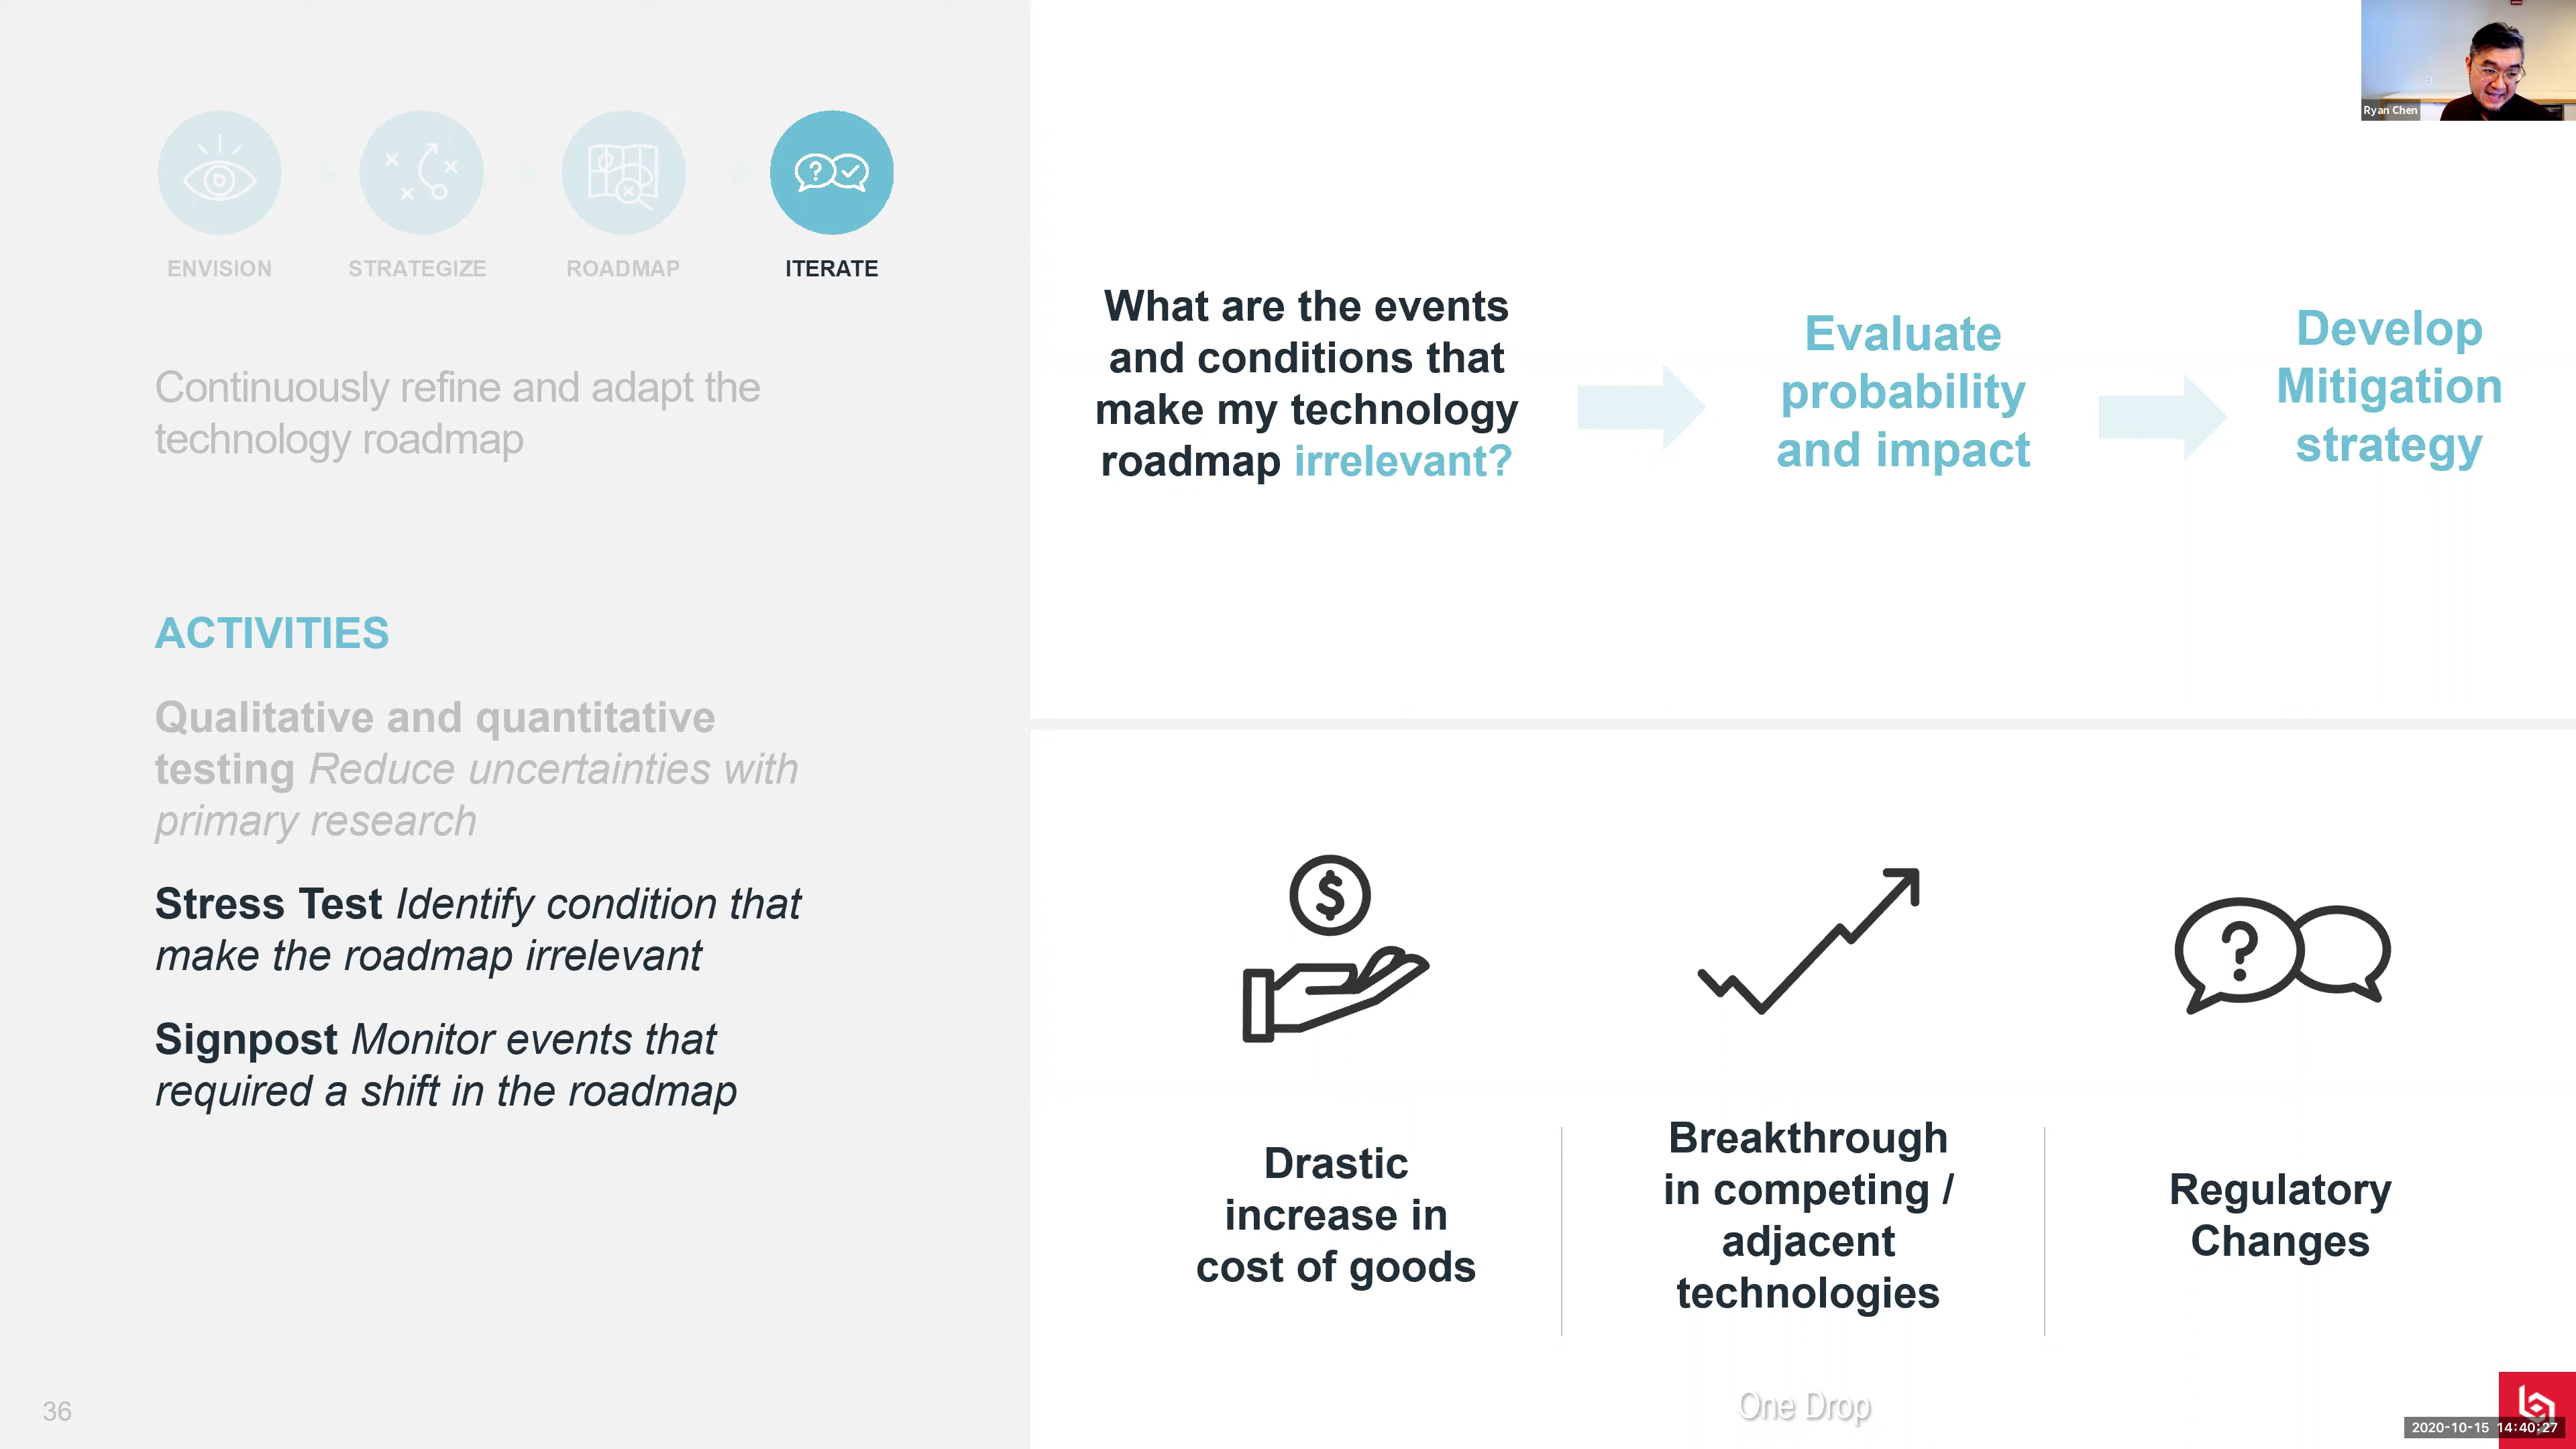 Ryan Chen
ENVISION
STRATEGIZE
ROADMAP
ITERATE
Continuously refine and adapt the
technology roadmap
ACTIVITIES
Qualitative and quantitative
testing Reduce uncertainties with
primary research
Stress Test Identify condition that
make the roadmap irrelevant
Signpost Monitor events that
required a shift in the roadmap
What are the events
and conditions that
make my technology
roadmap irrelevant?
Evaluate
probability
and impact
Develop
Mitigation
strategy
$
?
Drastic
increase in
cost of goods
Breakthrough
in competing /
adjacent
technologies
Regulatory
Changes
36
One Drop
2020-10-15 14:40:27